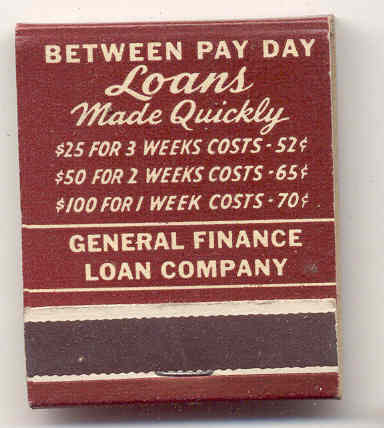 BETWEEN PAY DAY
Loans
Made Quickly
$25 FOR 3 WEEKS COSTS - 52¢
$50 FOR 2 WEEKS COSTS - 65¢
$100 FOR 1 WEEK COSTS - 70¢
GENERAL FINANCE
LOAN COMPANY